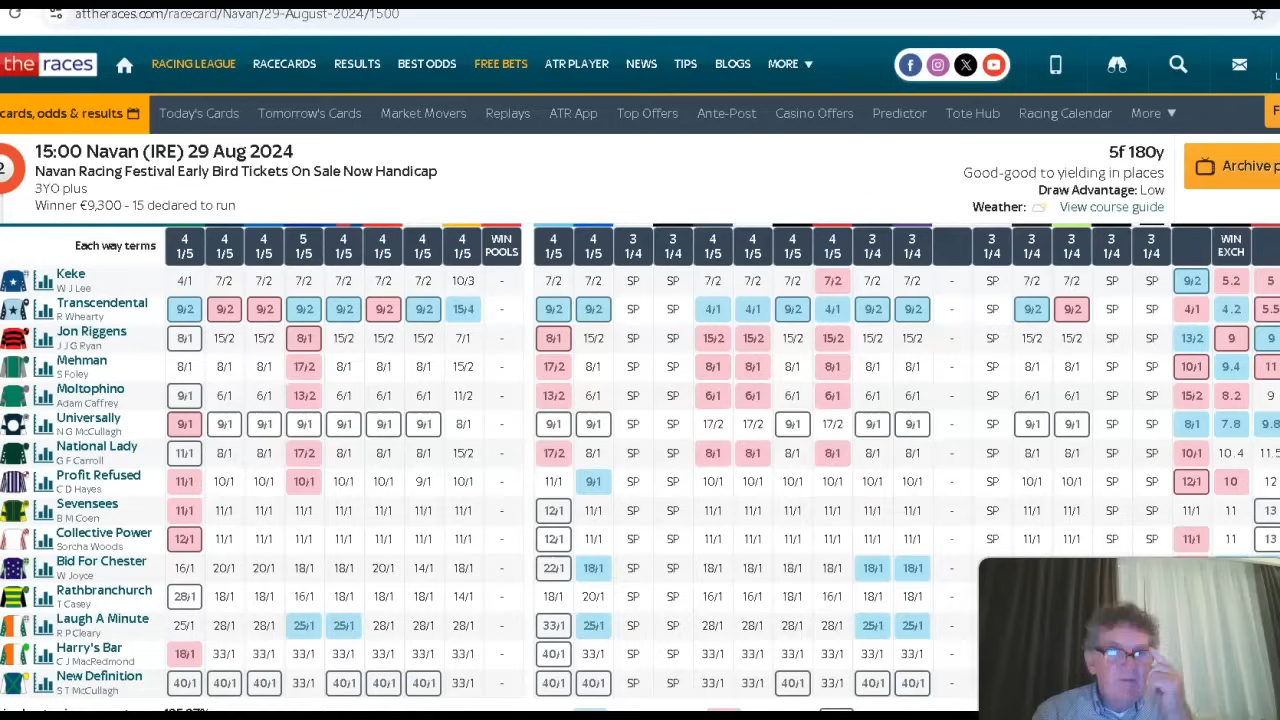 attheraces.com/racecard/Navan/29-August-2024/1500
the races RACING LEAGUE RACECARDS RESULTS BEST ODDS FREE BETS ATR PLAYER NEWS TIPS BLOGS MORE
cards, odds & results Today's Cards Tomorrow's Cards Market Movers Replays ATR App Top Offers Ante-Post Casino Offers Predictor Tote Hub Racing Calendar More F
2 15:00 Navan (IRE) 29 Aug 2024 5f 180y
Navan Racing Festival Early Bird Tickets On Sale Now Handicap Good-good to yielding in places Archive p
3YO plus Draw Advantage: Low
Winner €9,300 - 15 declared to run Weather: View course guide
Each way terms 4 1/5 4 1/5 4 1/5 5 1/5 4 1/5 4 1/5 4 1/5 4 1/5 WIN POOLS 4 1/5 4 1/5 3 1/4 3 1/4 4 1/5 4 1/5 4 1/5 4 1/5 3 1/4 3 1/4 3 1/4 3 1/4 3 1/4 3 1/4 3 1/4 WIN EXCH
Keke 4/1 7/2 7/2 7/2 7/2 7/2 7/2 10/3 - 7/2 7/2 SP SP 7/2 7/2 7/2 7/2 7/2 7/2 - SP 7/2 7/2 SP SP 9/2 5.2 5
W J Lee
Transcendental 9/2 9/2 9/2 9/2 9/2 9/2 9/2 15/4 - 9/2 9/2 SP SP 4/1 4/1 9/2 4/1 9/2 9/2 - SP 9/2 9/2 SP SP 4/1 4.2 5.5
R Whearty
Jon Riggens 8/1 15/2 15/2 8/1 15/2 15/2 15/2 7/1 - 8/1 15/2 SP SP 15/2 15/2 15/2 15/2 15/2 15/2 - SP 15/2 15/2 SP SP 13/2 9 9
J J G Ryan
Mehman 8/1 8/1 8/1 17/2 8/1 8/1 8/1 15/2 - 17/2 8/1 SP SP 8/1 8/1 8/1 8/1 8/1 8/1 - SP 8/1 8/1 SP SP 10/1 9.4 11
S Foley
Moltophino 9/1 6/1 6/1 13/2 6/1 6/1 6/1 11/2 - 13/2 6/1 SP SP 6/1 6/1 6/1 6/1 6/1 6/1 - SP 6/1 6/1 SP SP 15/2 8.2 9
Adam Caffrey
Universally 9/1 9/1 9/1 9/1 9/1 9/1 9/1 8/1 - 9/1 9/1 SP SP 17/2 17/2 9/1 17/2 9/1 9/1 - SP 9/1 9/1 SP SP 8/1 7.8 9.8
N G McCullagh
National Lady 11/1 8/1 8/1 17/2 8/1 8/1 8/1 15/2 - 17/2 8/1 SP SP 8/1 8/1 8/1 8/1 8/1 8/1 - SP 8/1 8/1 SP SP 10/1 10.4 11.5
G F Carroll
Profit Refused 11/1 10/1 10/1 10/1 10/1 10/1 9/1 10/1 - 11/1 9/1 SP SP 10/1 10/1 10/1 10/1 10/1 10/1 - SP 10/1 10/1 SP SP 12/1 10 12
C D Hayes
Sevensees 11/1 11/1 11/1 11/1 11/1 11/1 11/1 11/1 - 12/1 11/1 SP SP 11/1 11/1 11/1 11/1 11/1 11/1 - SP 11/1 11/1 SP SP 11/1 11 13
B M Coen
Collective Power 12/1 11/1 11/1 11/1 11/1 11/1 11/1 11/1 - 12/1 11/1 SP SP 11/1 11/1 11/1 11/1 11/1 11/1 - SP 11/1 11/1 SP SP 11/1 11 13
Sorcha Woods
Bid For Chester 16/1 20/1 20/1 18/1 18/1 20/1 14/1 18/1 - 22/1 18/1 SP SP 18/1 18/1 18/1 18/1 18/1 18/1 -
W Joyce
Rathbranchurch 28/1 18/1 18/1 16/1 18/1 18/1 18/1 14/1 - 18/1 20/1 SP SP 16/1 16/1 18/1 16/1 18/1 18/1 -
T Casey
Laugh A Minute 25/1 28/1 28/1 25/1 25/1 28/1 28/1 28/1 - 33/1 25/1 SP SP 28/1 28/1 28/1 28/1 25/1 25/1 -
R P Cleary
Harry's Bar 18/1 33/1 33/1 33/1 33/1 33/1 33/1 33/1 - 40/1 33/1 SP SP 33/1 33/1 33/1 33/1 33/1 33/1 -
C J MacRedmond
New Definition 40/1 40/1 40/1 33/1 40/1 40/1 40/1 33/1 - 40/1 40/1 SP SP 33/1 33/1 40/1 33/1 40/1 40/1 -
S T McCullagh